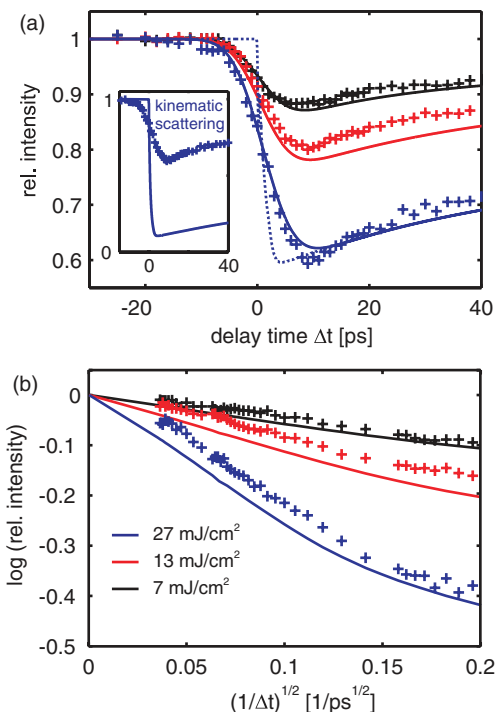 (a)
1
0.9
0.8
0.7
0.6
rel. intensity
1
kinematic
scattering
0
0
40
-20
0
20
40
delay time Δt [ps]
(b)
0
-0.1
-0.2
-0.3
-0.4
-0.5
log (rel. intensity)
27 mJ/cm²
13 mJ/cm²
7 mJ/cm²
0
0.05
0.1
0.15
0.2
(1/Δt)^1/2 [1/ps^1/2]